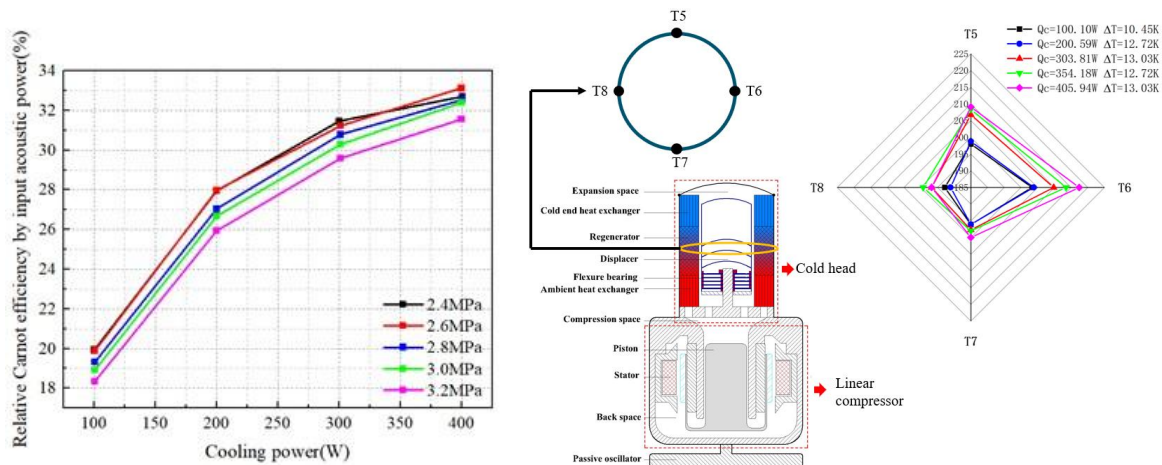 Relative Carnot efficiency by input acoustic power(%)
34
32
30
28
26
24
22
20
18
2.4MPa
2.6MPa
2.8MPa
3.0MPa
3.2MPa
100 150 200 250 300 350 400
Cooling power(W)
T5
T8
T6
T7
Expansion space
Cold end heat exchanger
Regenerator
Displacer
Flexure bearing
Ambient heat exchanger
Compression space
Piston
Stator
Back space
Passive oscillator
Cold head
Linear
compressor
Qc=100.10W ΔT=10.45K
Qc=200.59W ΔT=12.72K
Qc=303.81W ΔT=13.03K
Qc=354.18W ΔT=12.72K
Qc=405.94W ΔT=13.03K
T5
225
220
215
210
205
200
195
190
185
T8
T6
T7